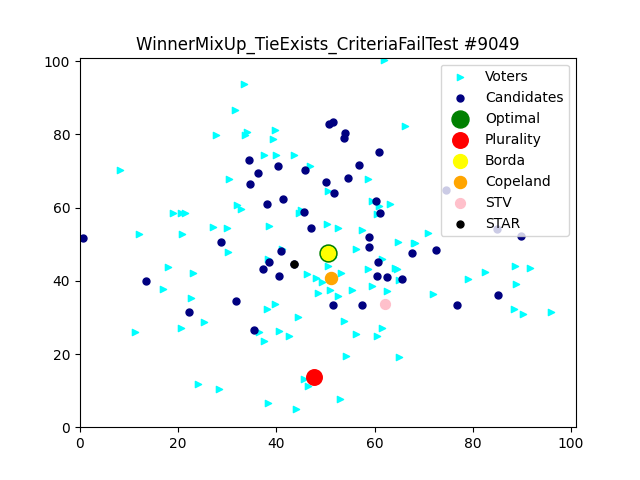 WinnerMixUp_TieExists_CriteriaFailTest #9049
100
80
60
40
20
0
0
20
40
60
80
100
Voters
Candidates
Optimal
Plurality
Borda
Copeland
STV
STAR